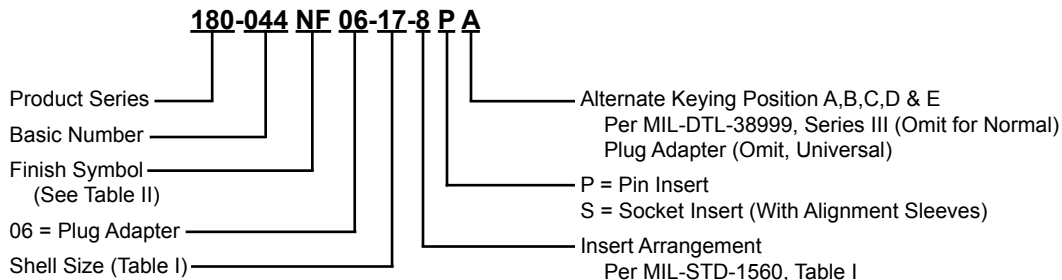 180-044 NF 06-17-8 P A
Product Series
Basic Number
Finish Symbol
(See Table II)
06 = Plug Adapter
Shell Size (Table I)
Alternate Keying Position A,B,C,D & E
Per MIL-DTL-38999, Series III (Omit for Normal)
Plug Adapter (Omit, Universal)
P = Pin Insert
S = Socket Insert (With Alignment Sleeves)
Insert Arrangement
Per MIL-STD-1560, Table I